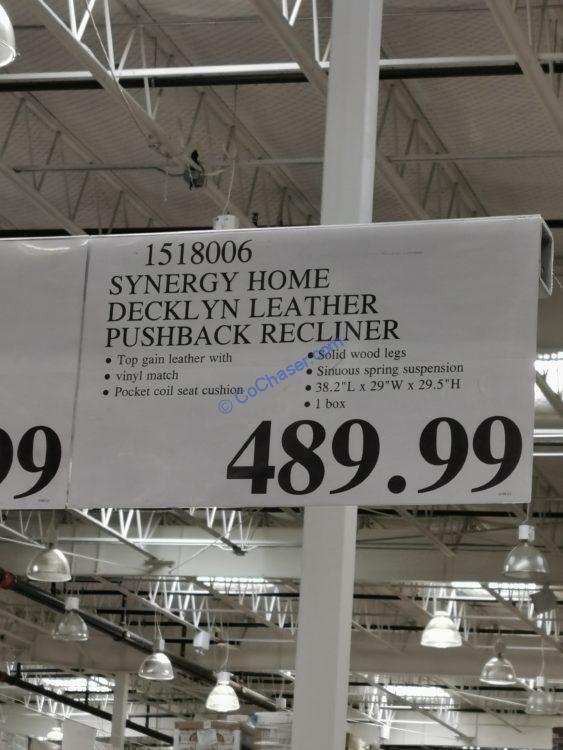 1518006
SYNERGY HOME
DECKLYN LEATHER
PUSHBACK RECLINER
• Top gain leather with
• vinyl match
• Pocket coil seat cushion
• Solid wood legs
• Sinuous spring suspension
• 38.2"L x 29"W x 29.5"H
• 1 box
© CoChaser.com
99
489.99